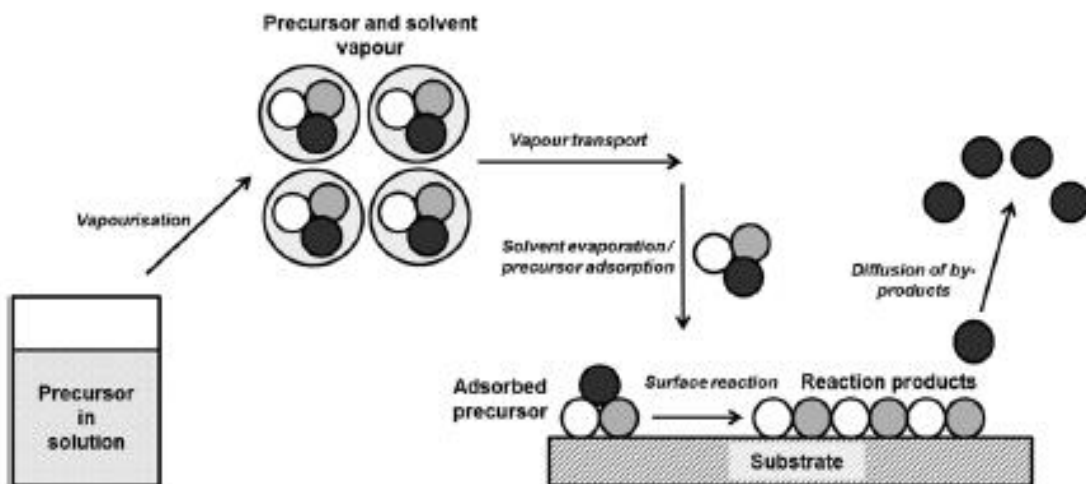 Precursor and solvent
vapour
Vapour transport
Vapourisation
Solvent evaporation/
precursor adsorption
Diffusion of by-
products
Precursor
in
solution
Adsorbed
precursor
Surface reaction
Reaction products
Substrate